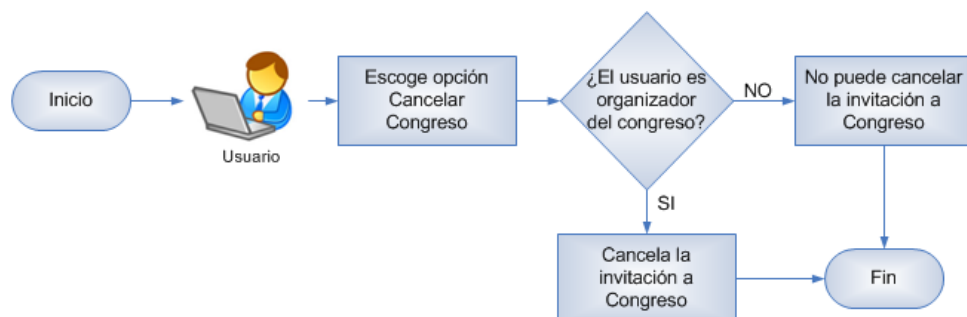 Inicio
Usuario
Escoge opción
Cancelar
Congreso
¿El usuario es
organizador
del congreso?
NO
No puede cancelar
la invitación a
Congreso
SI
Cancela la
invitación a
Congreso
Fin